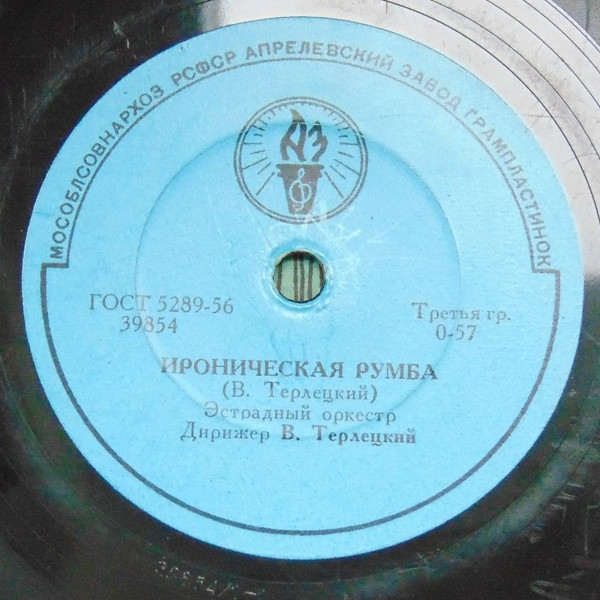 МОСОБЛСОВНАРХОЗ РСФСР АПРЕЛЕВСКИЙ ЗАВОД ГРАМПЛАСТИНОК
АЗ
ГОСТ 5289-56
39854
Третья гр.
0-57
ИРОНИЧЕСКАЯ РУМБА
(В. Терлецкий)
Эстрадный оркестр
Дирижер В. Терлецкий